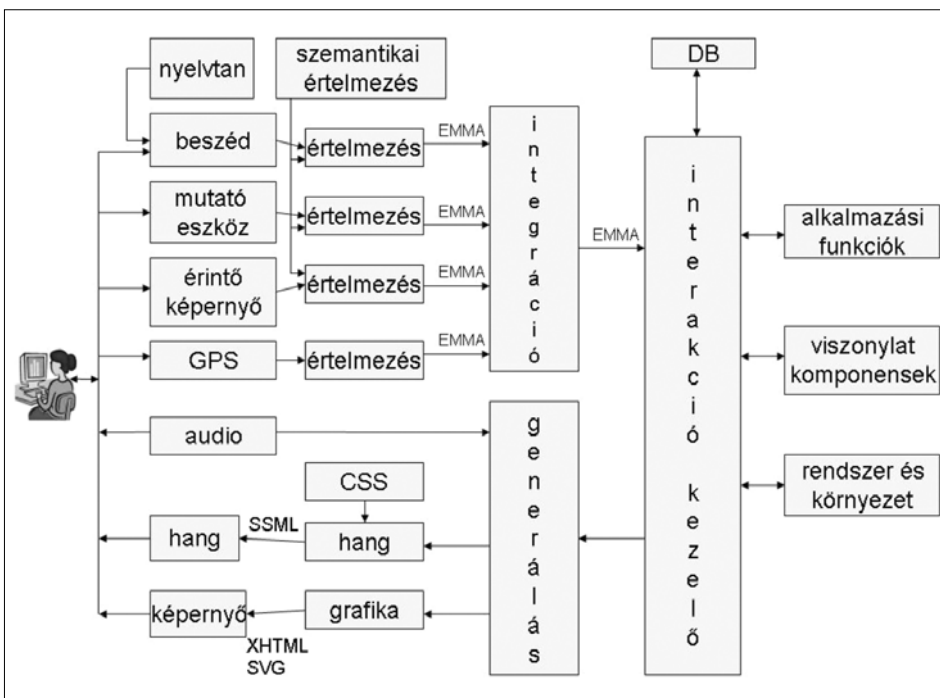 nyelvtan
szemantikai
értelmezés
DB
beszéd
értelmezés
EMMA
mutató
eszköz
értelmezés
EMMA
érintő
képernyő
értelmezés
EMMA
GPS
értelmezés
EMMA
integráció
EMMA
interakció kezelő
alkalmazási
funkciók
viszonylat
komponensek
rendszer és
környezet
audio
generálás
CSS
hang
SSML
hang
képernyő
XHTML
SVG
grafika